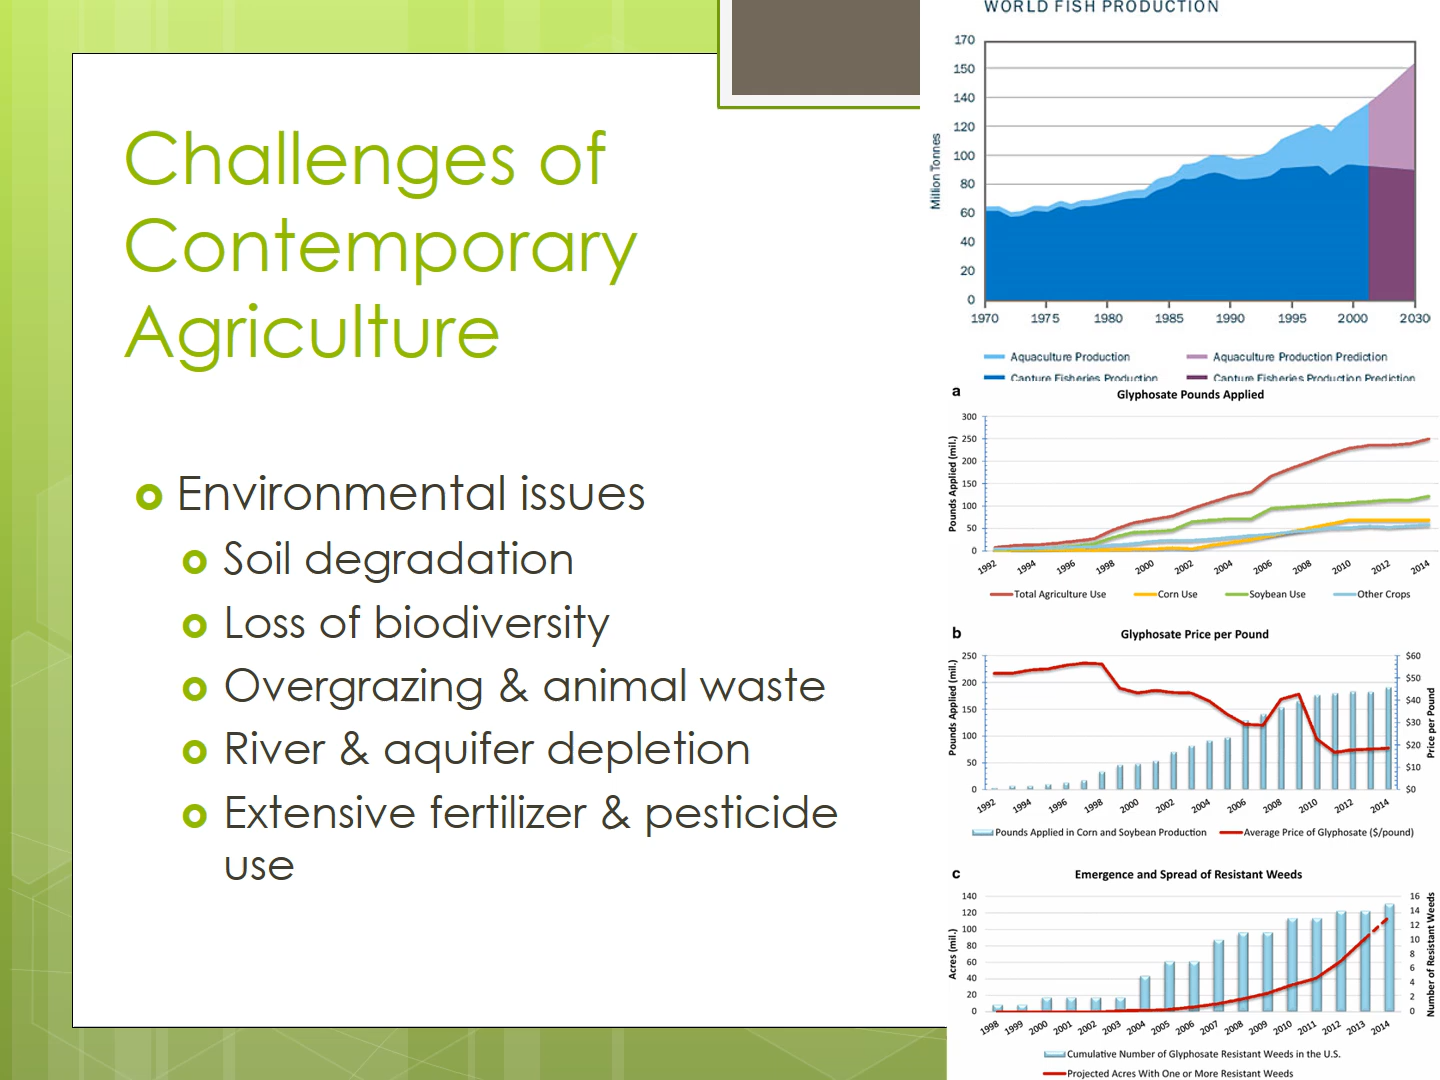 Challenges of
Contemporary
Agriculture
Environmental issues
Soil degradation
Loss of biodiversity
Overgrazing & animal waste
River & aquifer depletion
Extensive fertilizer & pesticide
use
WORLD FISH PRODUCTION
Million Tonnes
170
150
140
120
100
80
60
40
20
0
1970 1975 1980 1985 1990 1995 2000 2030
Aquaculture Production Aquaculture Production Prediction
Capture Fisheries Production Capture Fisheries Production Prediction
a Glyphosate Pounds Applied
Pounds Applied (mil.)
300
250
200
150
100
50
0
1992 1994 1996 1998 2000 2002 2004 2006 2008 2010 2012 2014
Total Agriculture Use Corn Use Soybean Use Other Crops
b Glyphosate Price per Pound
Pounds Applied (mil.)
250
200
150
100
50
0
$60
$50
$40
$30
$20
$10
$0
Price per Pound
1992 1994 1996 1998 2000 2002 2004 2006 2008 2010 2012 2014
Pounds Applied in Corn and Soybean Production Average Price of Glyphosate ($/pound)
c Emergence and Spread of Resistant Weeds
Acres (mil.)
140
120
100
80
60
40
20
0
16
14
12
10
8
6
4
2
0
Number of Resistant Weeds
1998 1999 2000 2001 2002 2003 2004 2005 2006 2007 2008 2009 2010 2011 2012 2013 2014
Cumulative Number of Glyphosate Resistant Weeds in the U.S.
Projected Acres With One or More Resistant Weeds